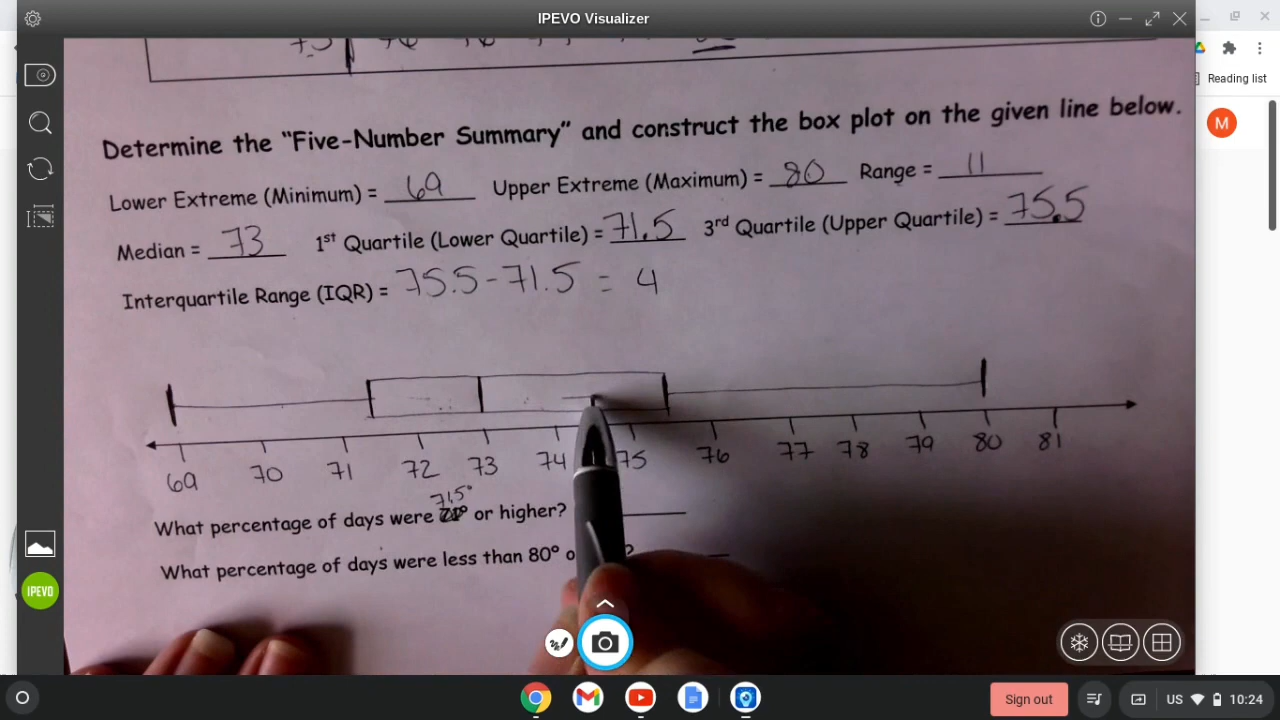 IPEVO Visualizer
Reading list
M
Determine the "Five-Number Summary" and construct the box plot on the given line below.
Lower Extreme (Minimum) = 69 Upper Extreme (Maximum) = 80 Range = 11
Median = 73 1st Quartile (Lower Quartile) = 71.5 3rd Quartile (Upper Quartile) = 75.5
Interquartile Range (IQR) = 75.5-71.5 = 4
69 70 71 72 73 74 75 76 77 78 79 80 81
71.5°
What percentage of days were or higher?
What percentage of days were less than 80° o
IPEVO
Sign out
US 10:24